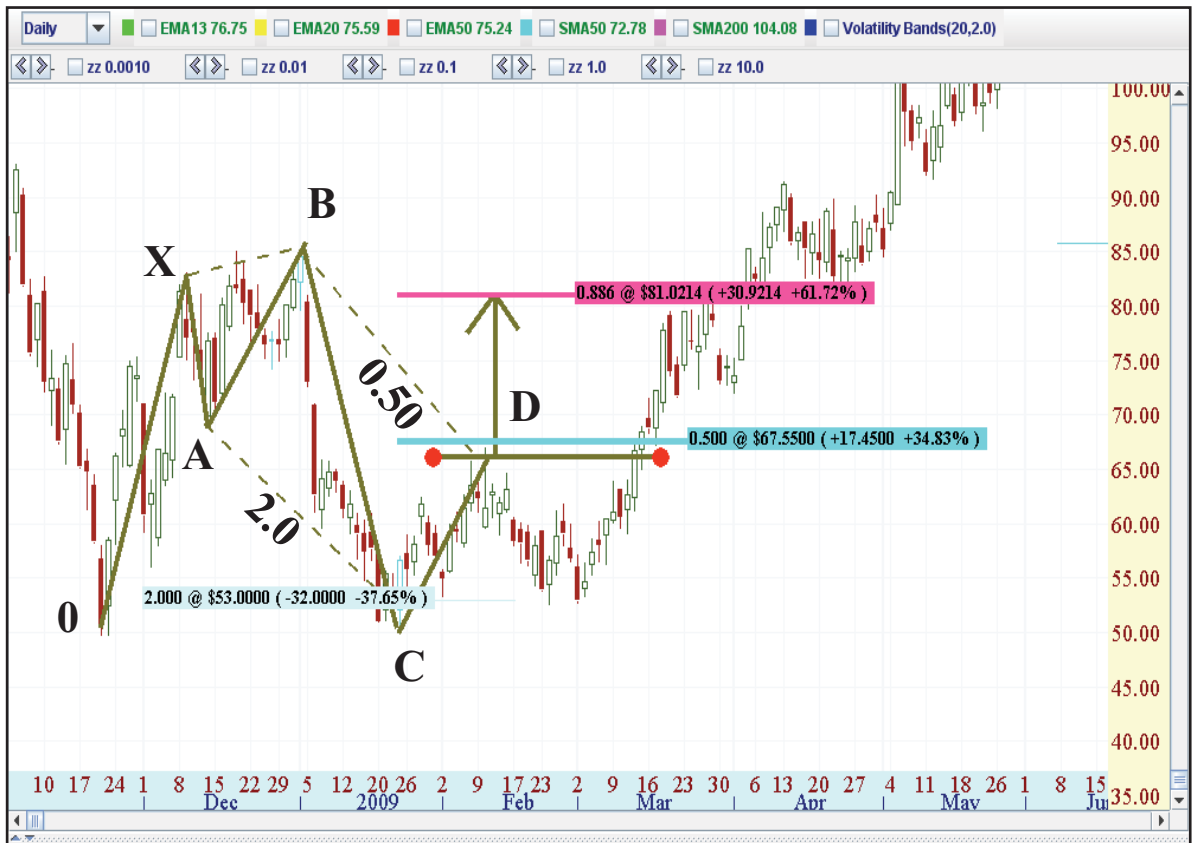 Daily EMA13 76.75 EMA20 75.59 EMA50 75.24 SMA50 72.78 SMA200 104.08 Volatility Bands(20,2.0)
zz 0.0010 zz 0.01 zz 0.1 zz 1.0 zz 10.0
100.00
95.00
90.00
B
85.00
X
0.886 @ $81.0214 ( +30.9214 +61.72% )
80.00
75.00
0.50
D
70.00
0.500 @ $67.5500 ( +17.4500 +34.83% )
A
65.00
2.0
60.00
55.00
2.000 @ $53.0000 ( -32.0000 -37.65% )
0
50.00
C
45.00
40.00
10 17 24 1 8 15 22 29 5 12 20 26 2 9 17 23 2 9 16 23 30 6 13 20 27 4 11 18 26 1 8 15
35.00
Dec 2009 Feb Mar Apr May Ju